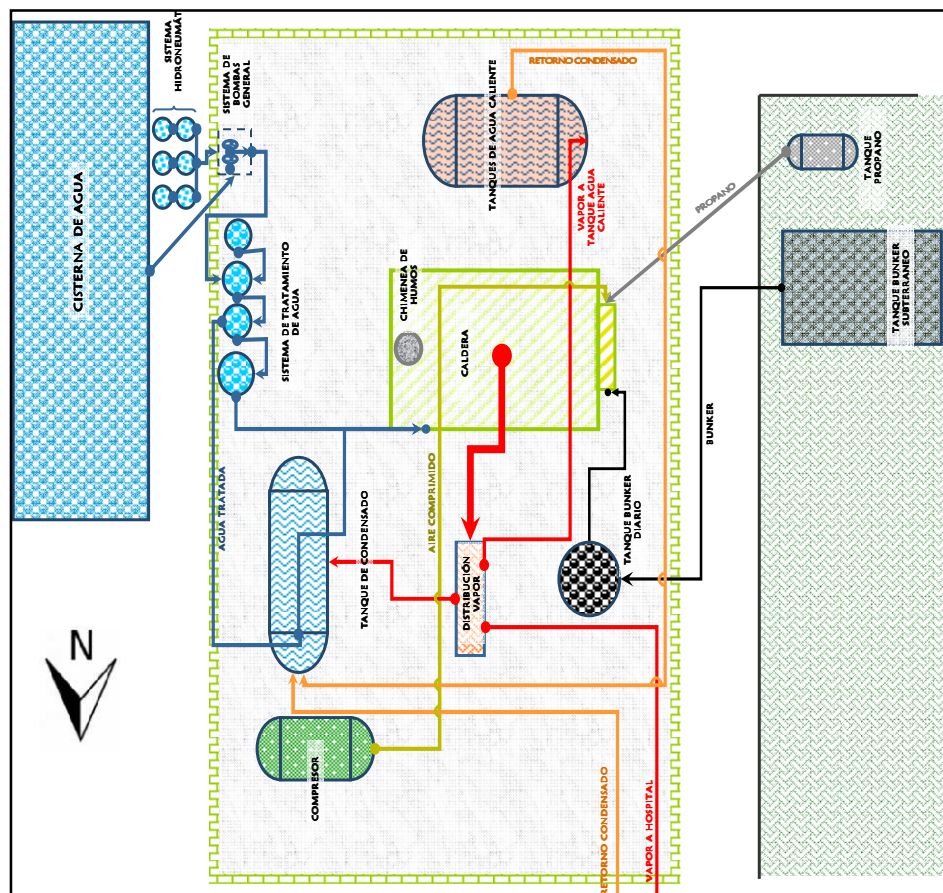 SISTEMA
HIDRONEUMÁT
SISTEMA DE
BOMBAS
GENERAL
CISTERNA DE AGUA
SISTEMA DE TRATAMIENTO
DE AGUA
AGUA TRATADA
TANQUE DE CONDENSADO
COMPRESOR
N
RETORNO CONDENSADO
TANQUES DE AGUA CALIENTE
VAPOR A
TANQUE AGUA
CALIENTE
CHIMENEA DE
HUMOS
CALDERA
AIRE COMPRIMIDO
DISTRIBUCIÓN
VAPOR
TANQUE BUNKER
DIARIO
RETORNO CONDENSADO
VAPOR A HOSPITAL
PROPANO
BUNKER
TANQUE
PROPANO
TANQUE BUNKER
SUBTERRANEO